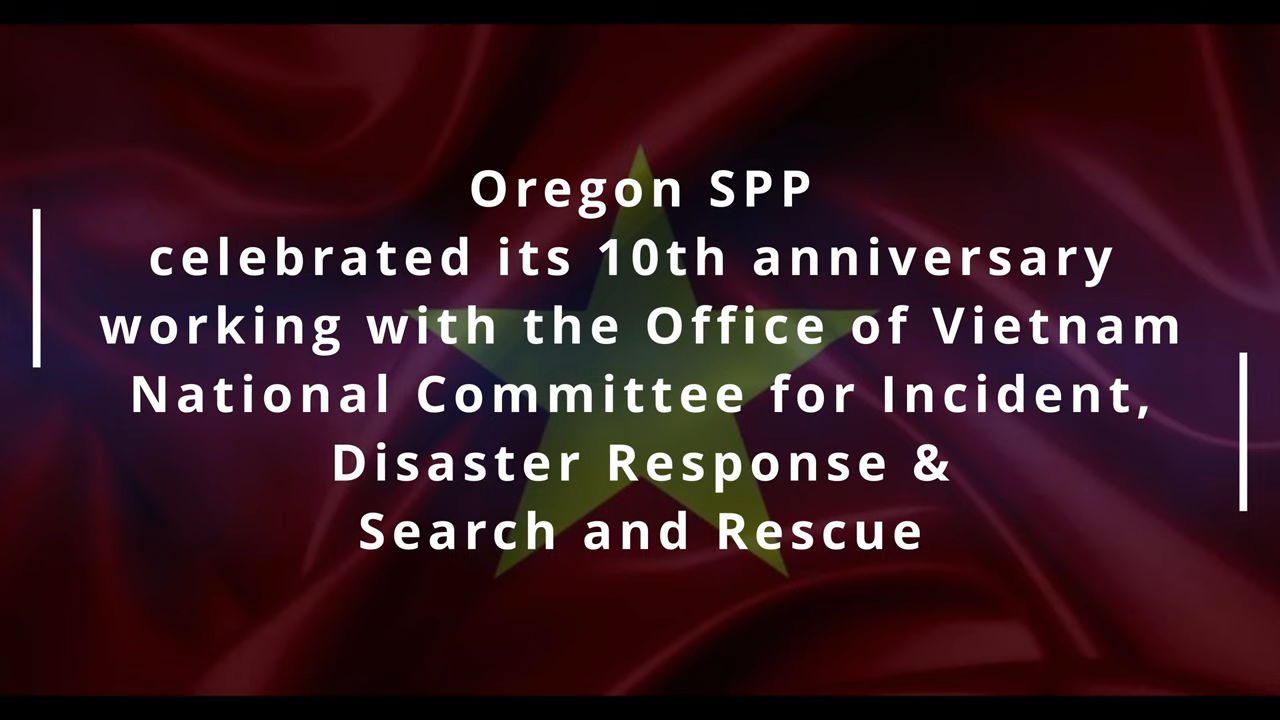 Oregon SPP
celebrated its 10th anniversary
working with the Office of Vietnam
National Committee for Incident,
Disaster Response &
Search and Rescue